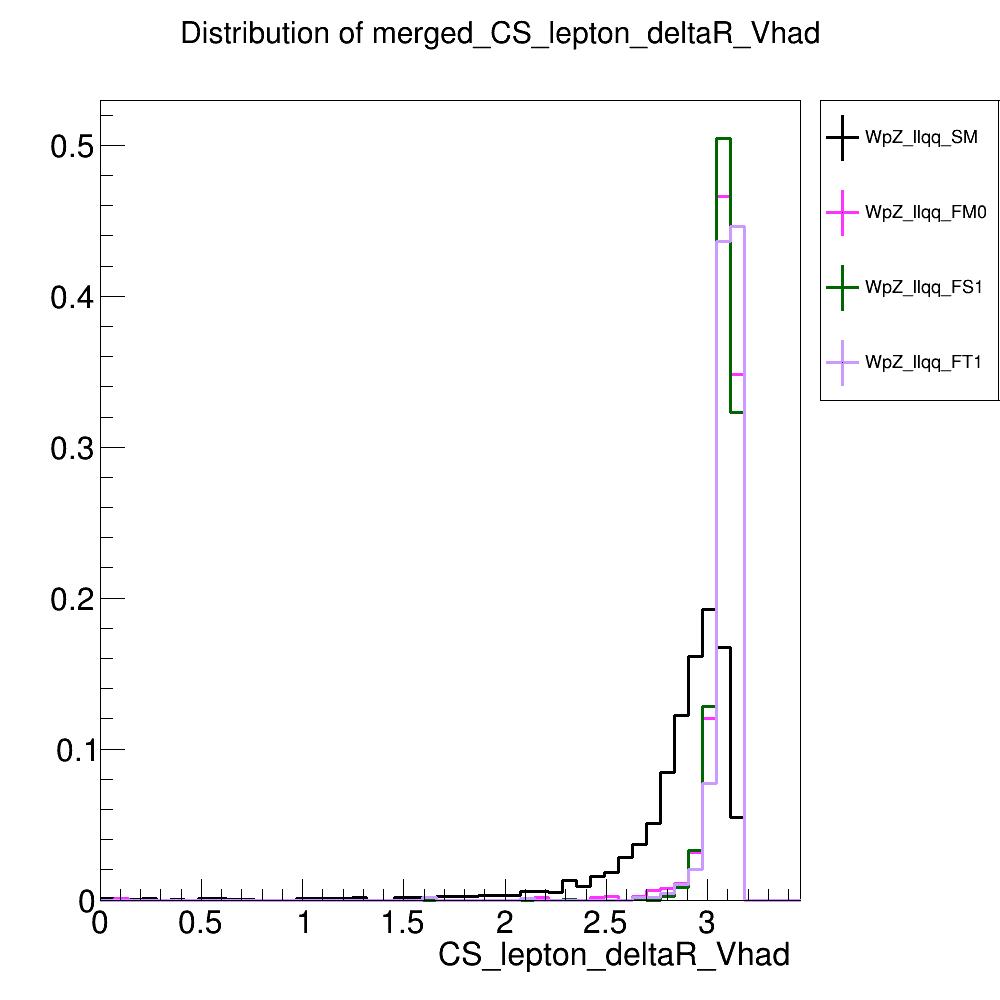 Distribution of merged_CS_lepton_deltaR_Vhad
0.5
0.4
0.3
0.2
0.1
0
0 0.5 1 1.5 2 2.5 3
CS_lepton_deltaR_Vhad
WpZ_llqq_SM
WpZ_llqq_FM0
WpZ_llqq_FS1
WpZ_llqq_FT1